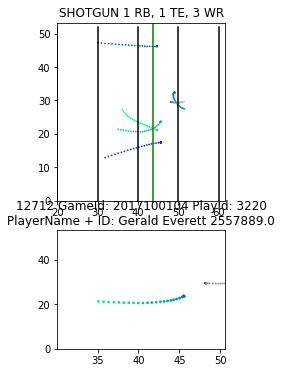 SHOTGUN 1 RB, 1 TE, 3 WR
50
40
30
20
10
0
20 30 40 50 60
12712 GameId: 2017100104 PlayId: 3220
PlayerName + ID: Gerald Everett 2557889.0
40
20
0
35 40 45 50